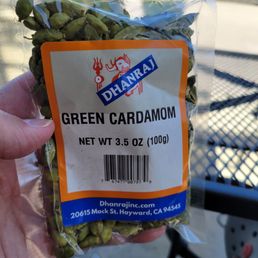 DHANRAJ
GREEN CARDAMOM
NET WT 3.5 OZ (100g)
Dhanrajinc.com
20615 Mack St. Hayward, CA 94545